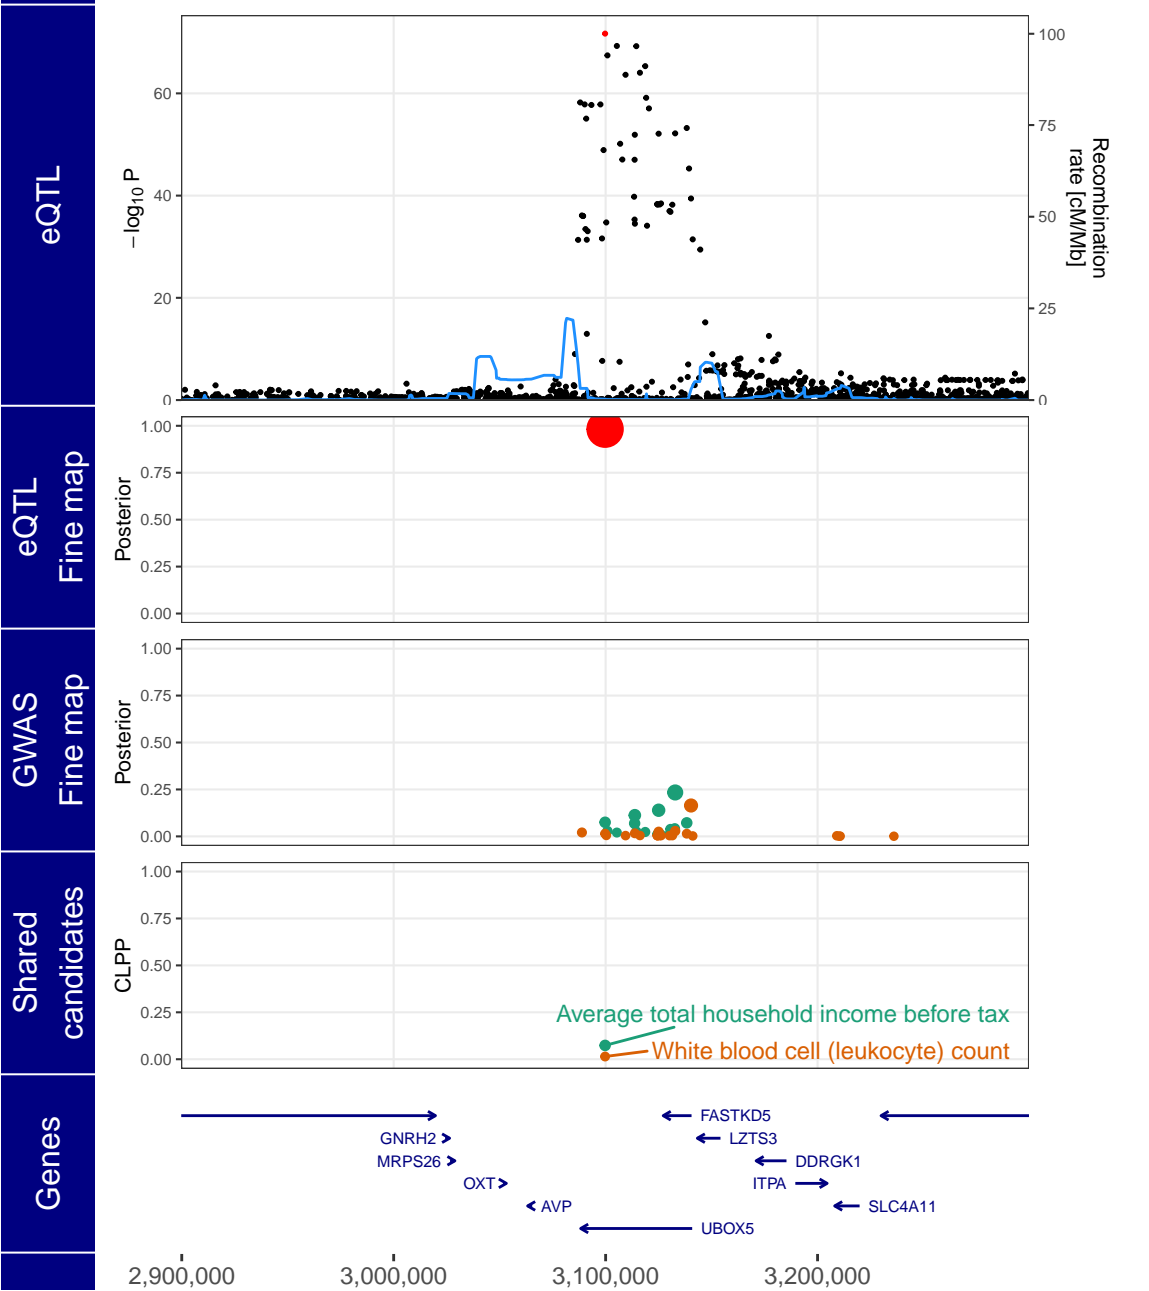 eQTL
− log10 P
60
40
20
0
100
75
50
25
0
Recombination
rate [cM/Mb]
eQTL
Fine map
Posterior
1.00
0.75
0.50
0.25
0.00
GWAS
Fine map
Posterior
1.00
0.75
0.50
0.25
0.00
Shared
candidates
CLPP
1.00
0.75
0.50
0.25
0.00
Average total household income before tax
White blood cell (leukocyte) count
Genes
FASTKD5
GNRH2
LZTS3
MRPS26
DDRGK1
OXT
ITPA
AVP
SLC4A11
UBOX5
2,900,000
3,000,000
3,100,000
3,200,000